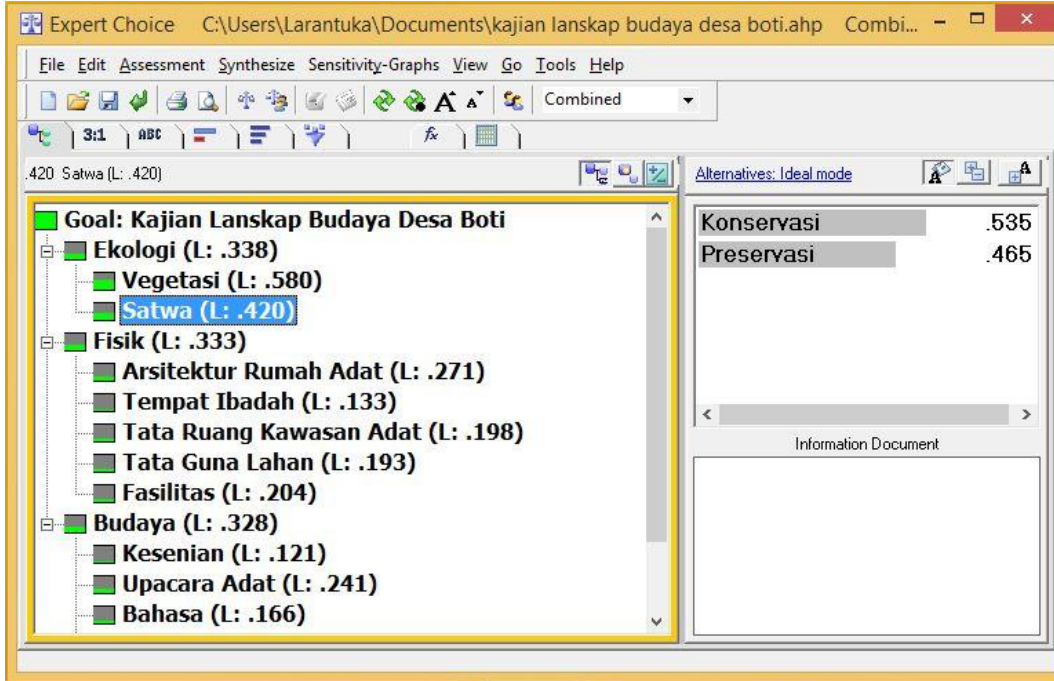 Expert Choice C:\Users\Larantuka\Documents\kajian lanskap budaya desa boti.ahp Combi...
File Edit Assessment Synthesize Sensitivity-Graphs View Go Tools Help
A A Combined
3:1 ABC fx
.420 Satwa (L: .420)
Alternatives: Ideal mode
A A
Goal: Kajian Lanskap Budaya Desa Boti
Ekologi (L: .338)
Vegetasi (L: .580)
Satwa (L: .420)
Fisik (L: .333)
Arsitektur Rumah Adat (L: .271)
Tempat Ibadah (L: .133)
Tata Ruang Kawasan Adat (L: .198)
Tata Guna Lahan (L: .193)
Fasilitas (L: .204)
Budaya (L: .328)
Kesenian (L: .121)
Upacara Adat (L: .241)
Bahasa (L: .166)
Konservasi .535
Preservasi .465
Information Document